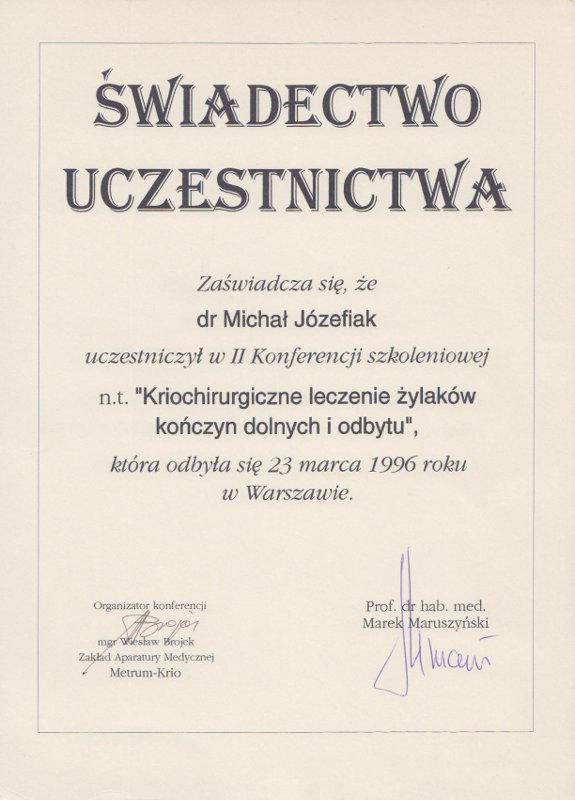 ŚWIADECTWO
UCZESTNICTWA
Zaświadcza się, że
dr Michał Józefiak
uczestniczył w II Konferencji szkoleniowej
n.t. "Kriochirurgiczne leczenie żylaków
kończyn dolnych i odbytu",
która odbyła się 23 marca 1996 roku
w Warszawie.
Organizator konferencji
mgr Wiesław Brojek
Zakład Aparatury Medycznej
Metrum-Krio
Prof. dr hab. med.
Marek Maruszyński